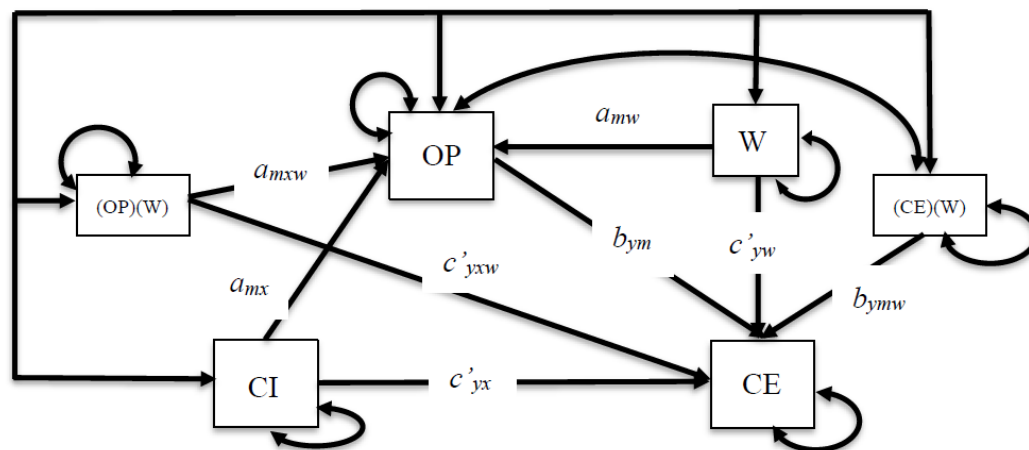 a_mw
OP
W
a_mxw
(OP)(W)
(CE)(W)
b_ym
c’_yw
c’_yxw
a_mx
b_ymw
CI
c’_yx
CE